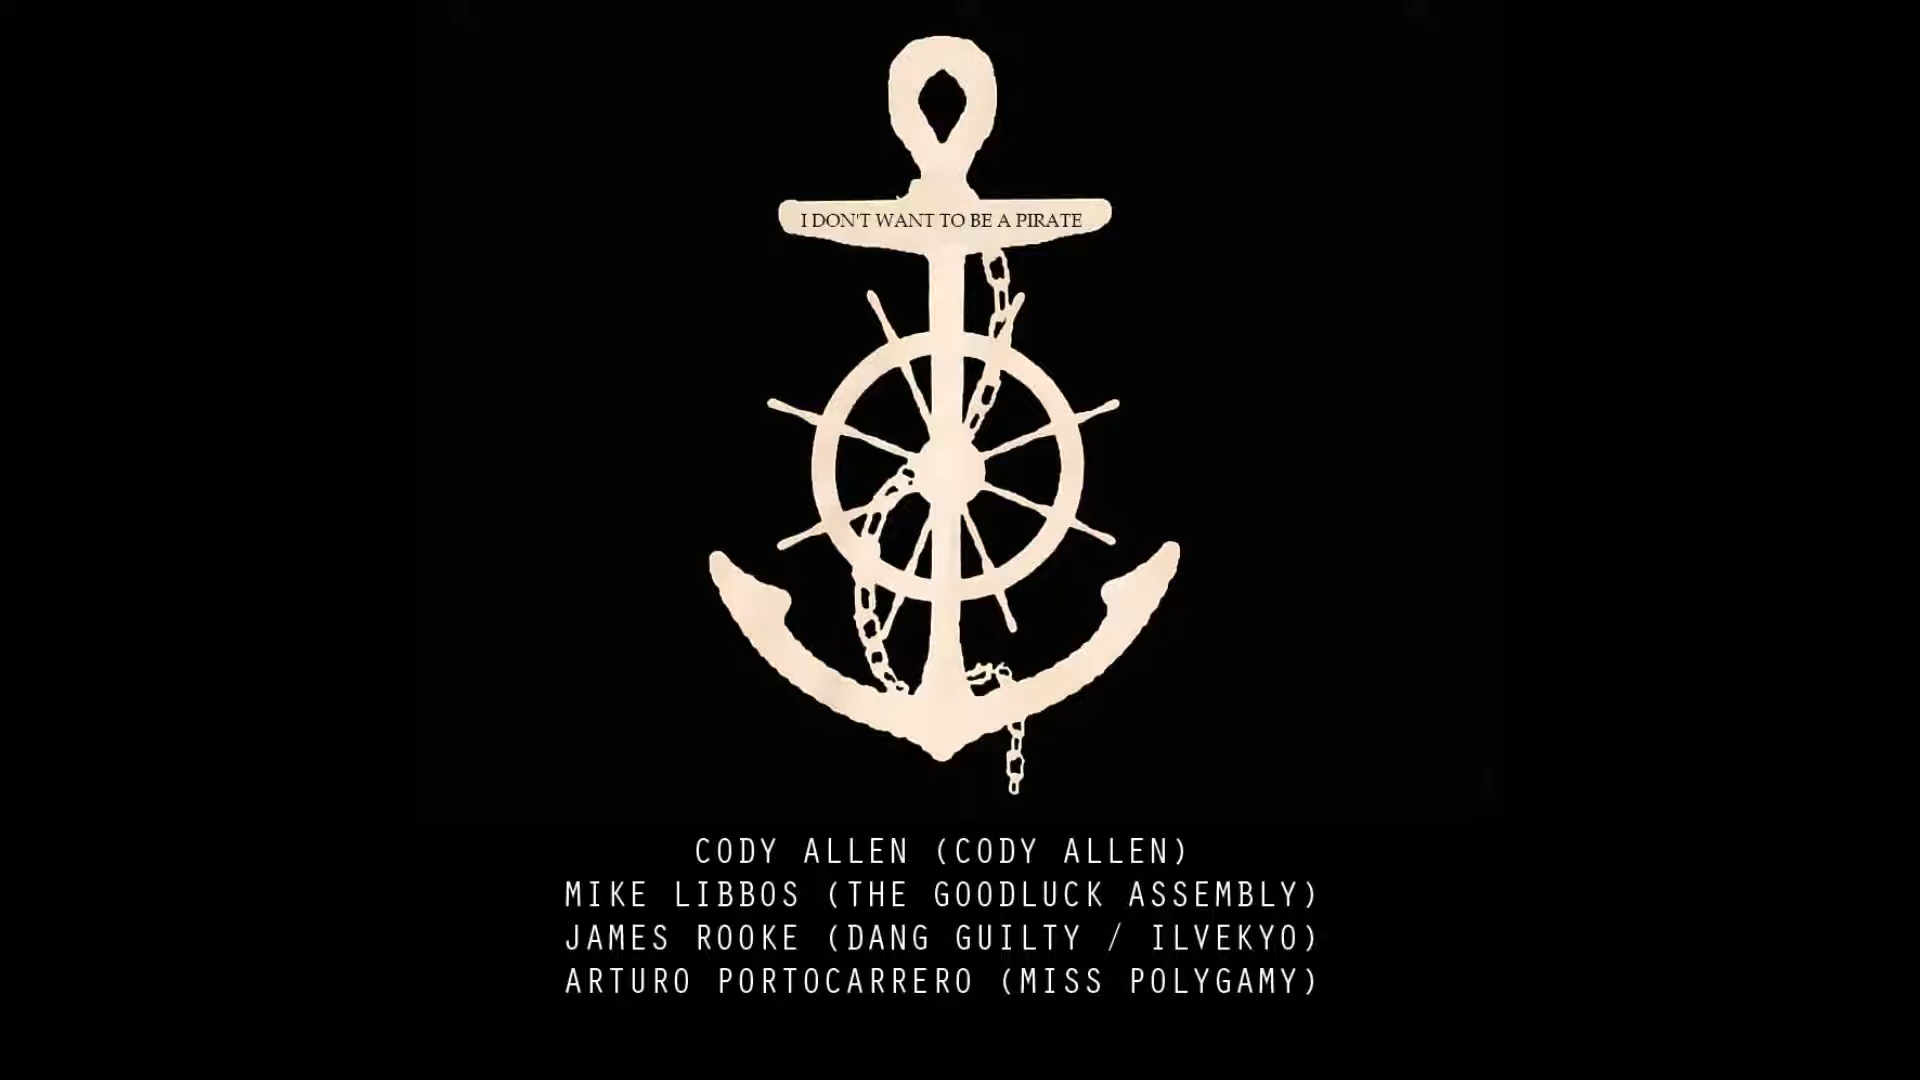 I DON'T WANT TO BE A PIRATE
CODY ALLEN (CODY ALLEN)
MIKE LIBBOS (THE GOODLUCK ASSEMBLY)
JAMES ROOKE (DANG GUILTY / ILVEKYO)
ARTURO PORTOCARRERO (MISS POLYGAMY)